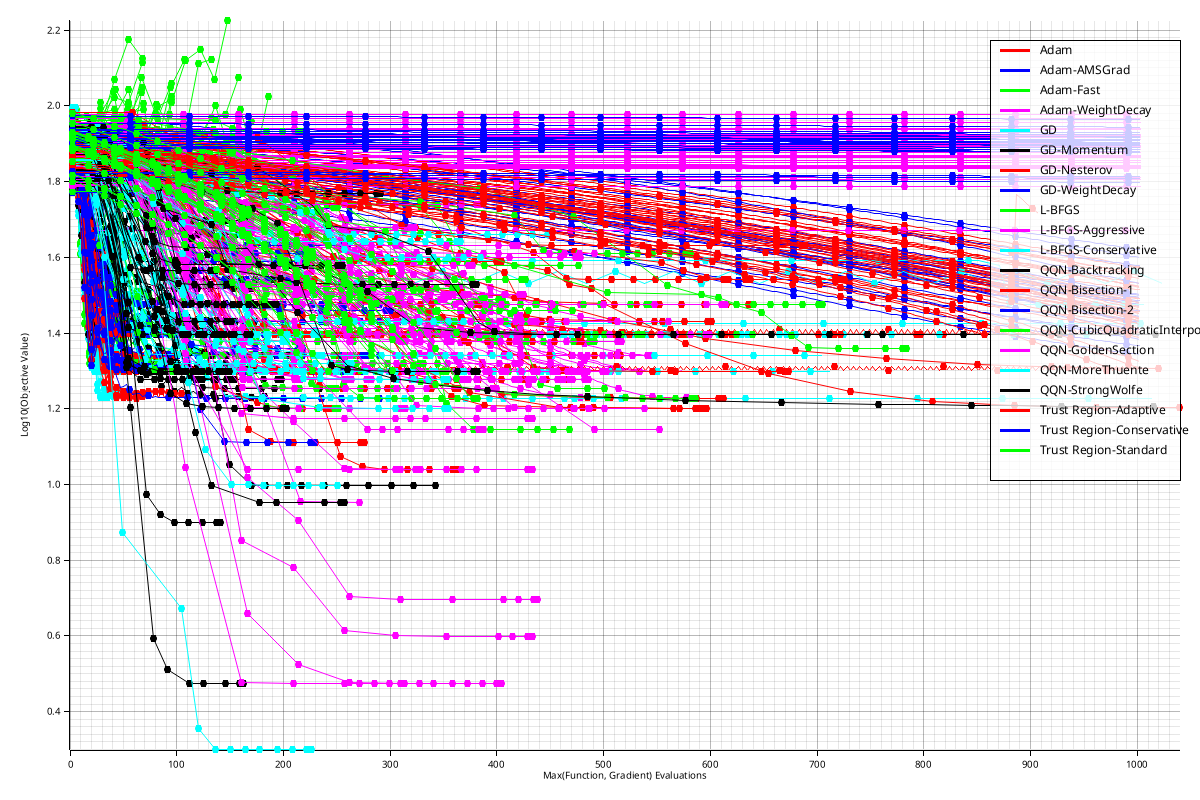 2.2
2.0
1.8
1.6
1.4
1.2
1.0
0.8
0.6
0.4
Log10(Objective Value)
0
100
200
300
400
500
600
700
800
900
1000
Max(Function, Gradient) Evaluations
Adam
Adam-AMSGrad
Adam-Fast
Adam-WeightDecay
GD
GD-Momentum
GD-Nesterov
GD-WeightDecay
L-BFGS
L-BFGS-Aggressive
L-BFGS-Conservative
QQN-Backtracking
QQN-Bisection-1
QQN-Bisection-2
QQN-CubicQuadraticInterpo
QQN-GoldenSection
QQN-MoreThuente
QQN-StrongWolfe
Trust Region-Adaptive
Trust Region-Conservative
Trust Region-Standard